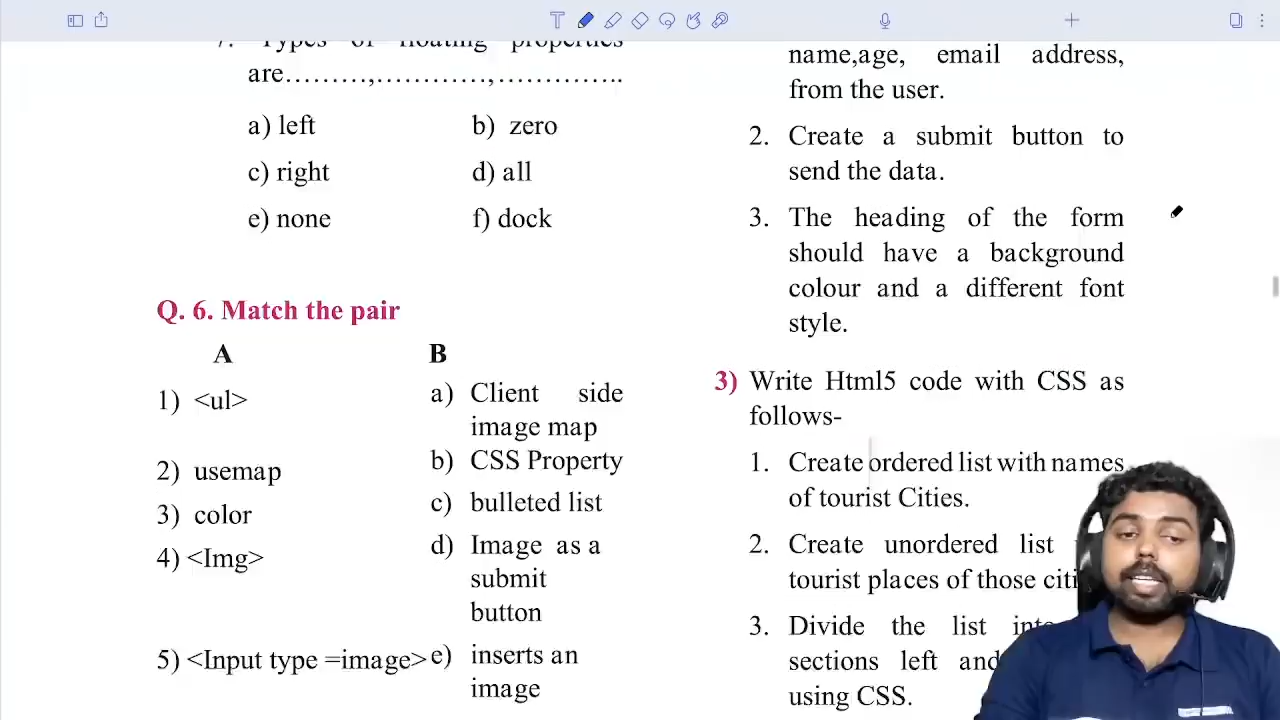 7. Types of floating properties
are………,…………,…………..
a) left
b) zero
c) right
d) all
e) none
f) dock
Q. 6. Match the pair
A
B
1) <ul>
a) Client side
image map
b) CSS Property
2) usemap
c) bulleted list
3) color
d) Image as a
submit
button
4) <Img>
5) <Input type =image>
e) inserts an
image
name,age, email address,
from the user.
2. Create a submit button to
send the data.
3. The heading of the form
should have a background
colour and a different font
style.
3) Write Html5 code with CSS as
follows-
1. Create ordered list with names
of tourist Cities.
2. Create unordered list
tourist places of those
3. Divide the list
sections left
using CSS.